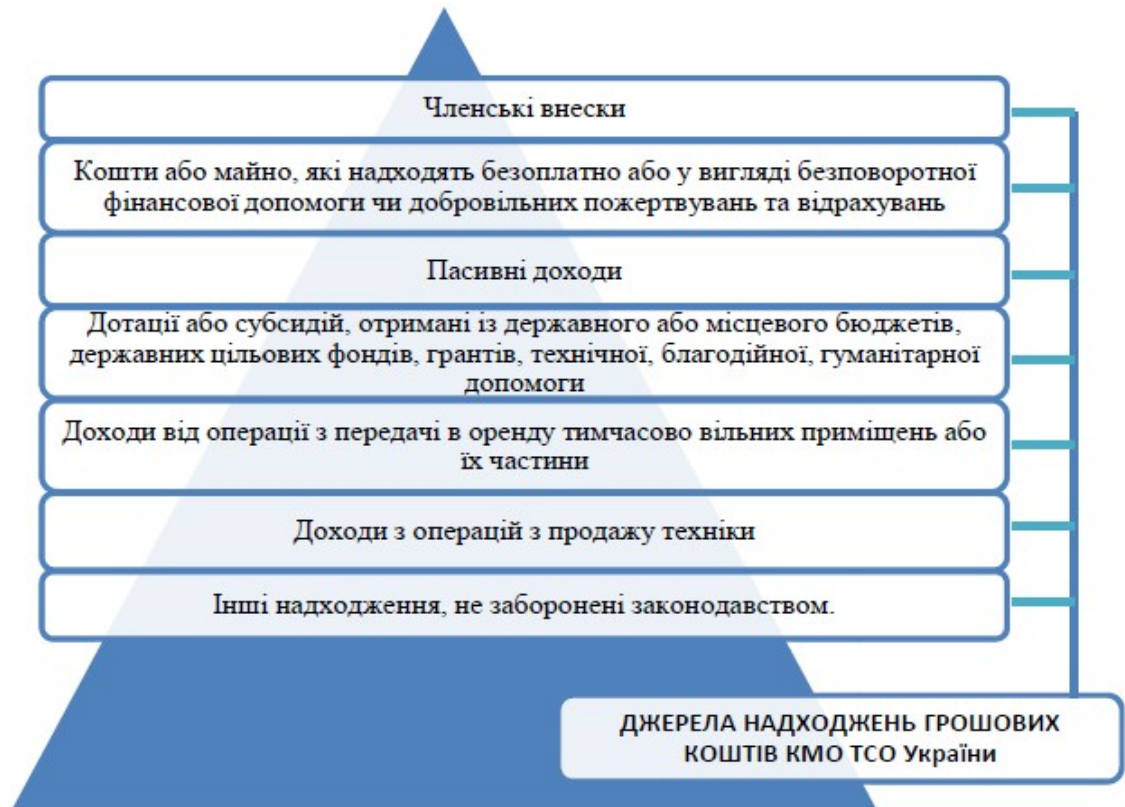 Членські внески
Кошти або майно, які надходять безоплатно або у вигляді безповоротної
фінансової допомоги чи добровільних пожертвувань та відрахувань
Пасивні доходи
Дотації або субсидій, отримані із державного або місцевого бюджетів,
державних цільових фондів, грантів, технічної, благодійної, гуманітарної
допомоги
Доходи від операції з передачі в оренду тимчасово вільних приміщень або
їх частини
Доходи з операцій з продажу техніки
Інші надходження, не заборонені законодавством.
ДЖЕРЕЛА НАДХОДЖЕНЬ ГРОШОВИХ
КОШТІВ КМО ТСО України